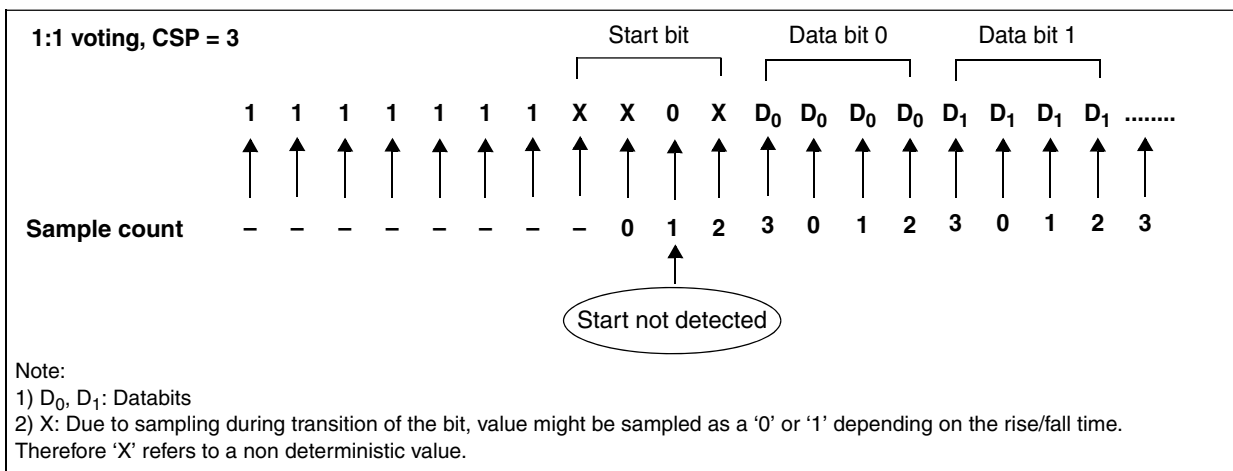 1:1 voting, CSP = 3
Start bit Data bit 0 Data bit 1
1 1 1 1 1 1 1 X X 0 X D0 D0 D0 D0 D1 D1 D1 D1 ........
Sample count – – – – – – – – 0 1 2 3 0 1 2 3 0 1 2 3
Start not detected
Note:
1) D0, D1: Databits
2) X: Due to sampling during transition of the bit, value might be sampled as a ‘0’ or ‘1’ depending on the rise/fall time.
Therefore ‘X’ refers to a non deterministic value.